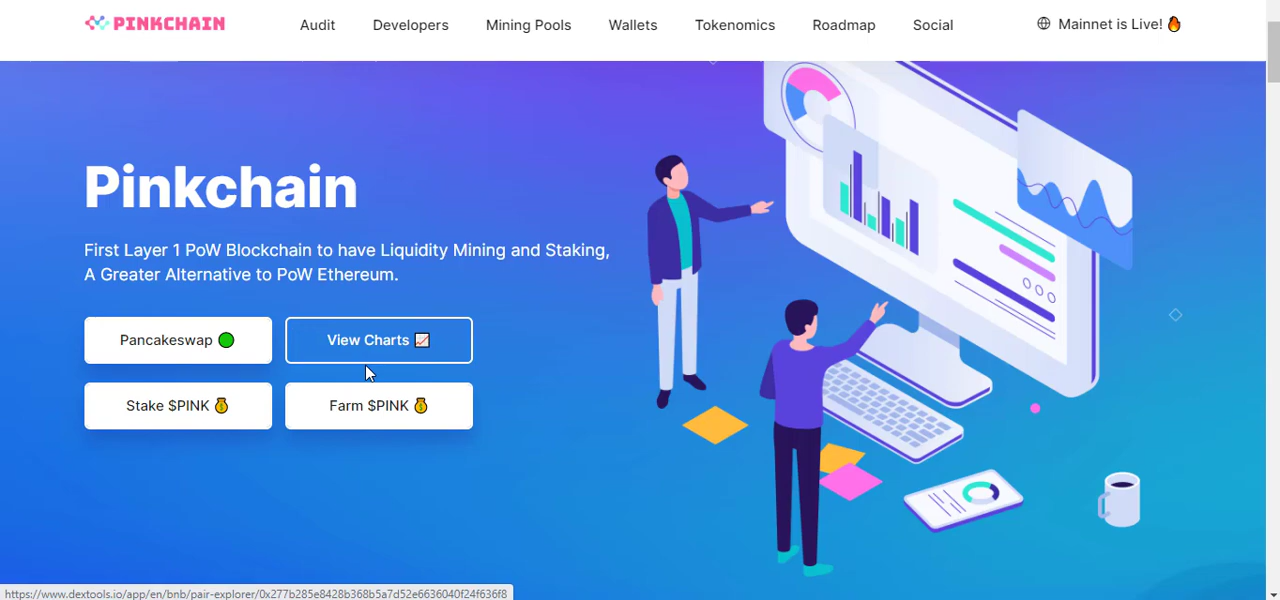 PINKCHAIN Audit Developers Mining Pools Wallets Tokenomics Roadmap Social Mainnet is Live! 🔥
Pinkchain
First Layer 1 PoW Blockchain to have Liquidity Mining and Staking,
A Greater Alternative to PoW Ethereum.
Pancakeswap 🟢 View Charts 📈
Stake $PINK 💰 Farm $PINK 💰
https://www.dextools.io/app/en/bnb/pair-explorer/0x277b285e8428b368b5a7d52e6636040f24f636f8